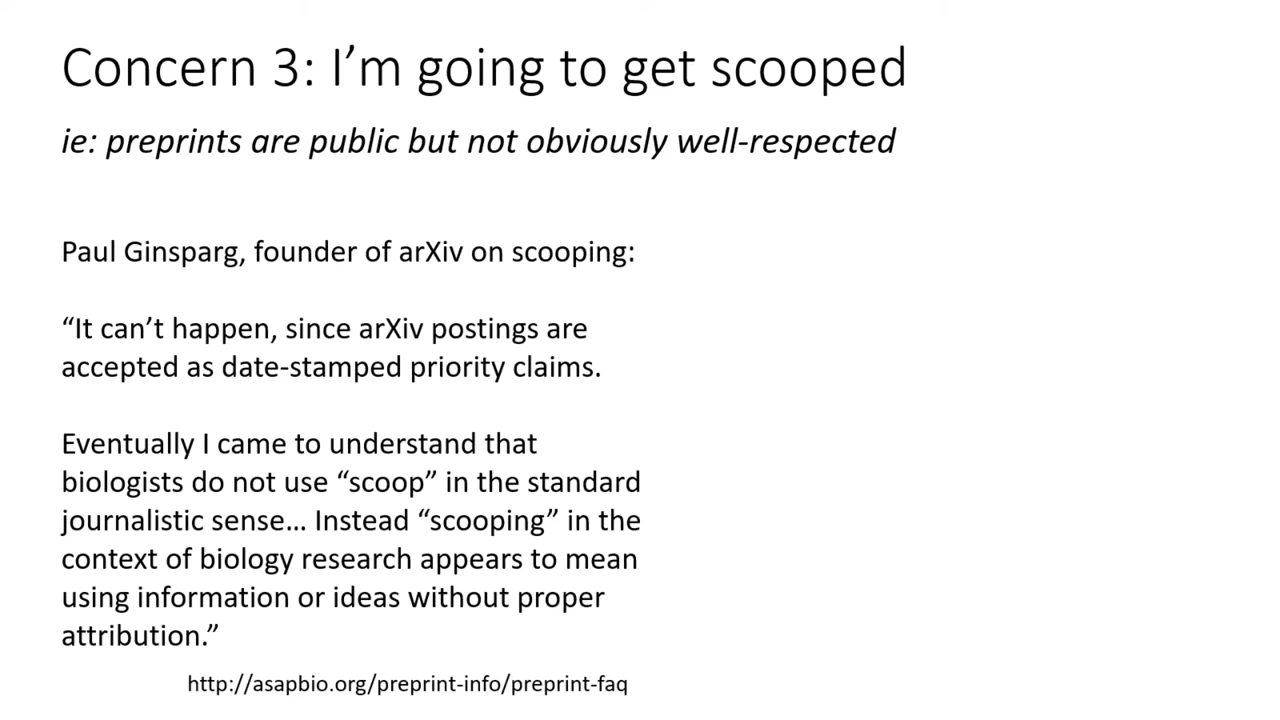 Concern 3: I’m going to get scooped
ie: preprints are public but not obviously well-respected
Paul Ginsparg, founder of arXiv on scooping:
“It can’t happen, since arXiv postings are
accepted as date-stamped priority claims.
Eventually I came to understand that
biologists do not use “scoop” in the standard
journalistic sense... Instead “scooping” in the
context of biology research appears to mean
using information or ideas without proper
attribution.”
http://asapbio.org/preprint-info/preprint-faq